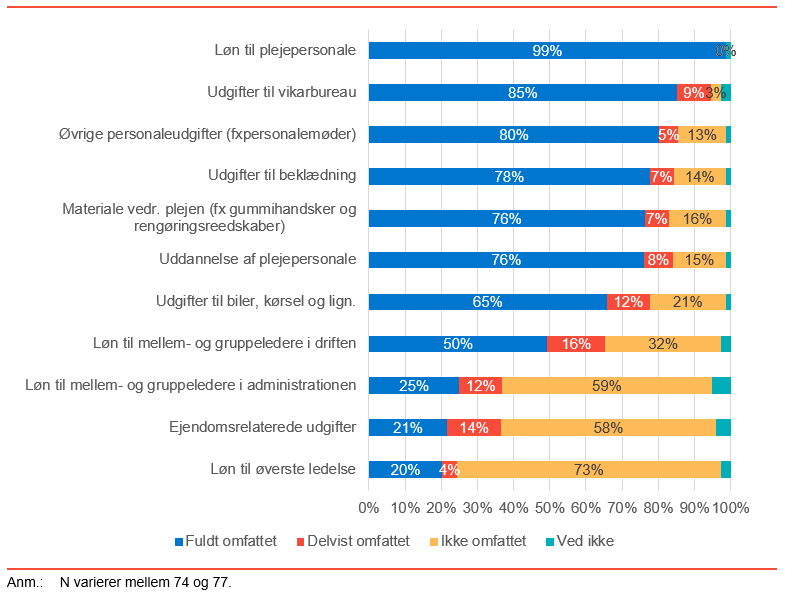 Løn til plejepersonale
99%
0%
Udgifter til vikarbureau
85%
9%
3%
Øvrige personaleudgifter (fxpersonalemøder)
80%
5%
13%
Udgifter til beklædning
78%
7%
14%
Materiale vedr. plejen (fx gummihandsker og
rengøringsreedskaber)
76%
7%
16%
Uddannelse af plejepersonale
76%
8%
15%
Udgifter til biler, kørsel og lign.
65%
12%
21%
Løn til mellem- og gruppeledere i driften
50%
16%
32%
Løn til mellem- og gruppeledere i administrationen
25%
12%
59%
Ejendomsrelaterede udgifter
21%
14%
58%
Løn til øverste ledelse
20%
4%
73%
0% 10% 20% 30% 40% 50% 60% 70% 80% 90% 100%
Fuldt omfattet Delvist omfattet Ikke omfattet Ved ikke
Anm.: N varierer mellem 74 og 77.